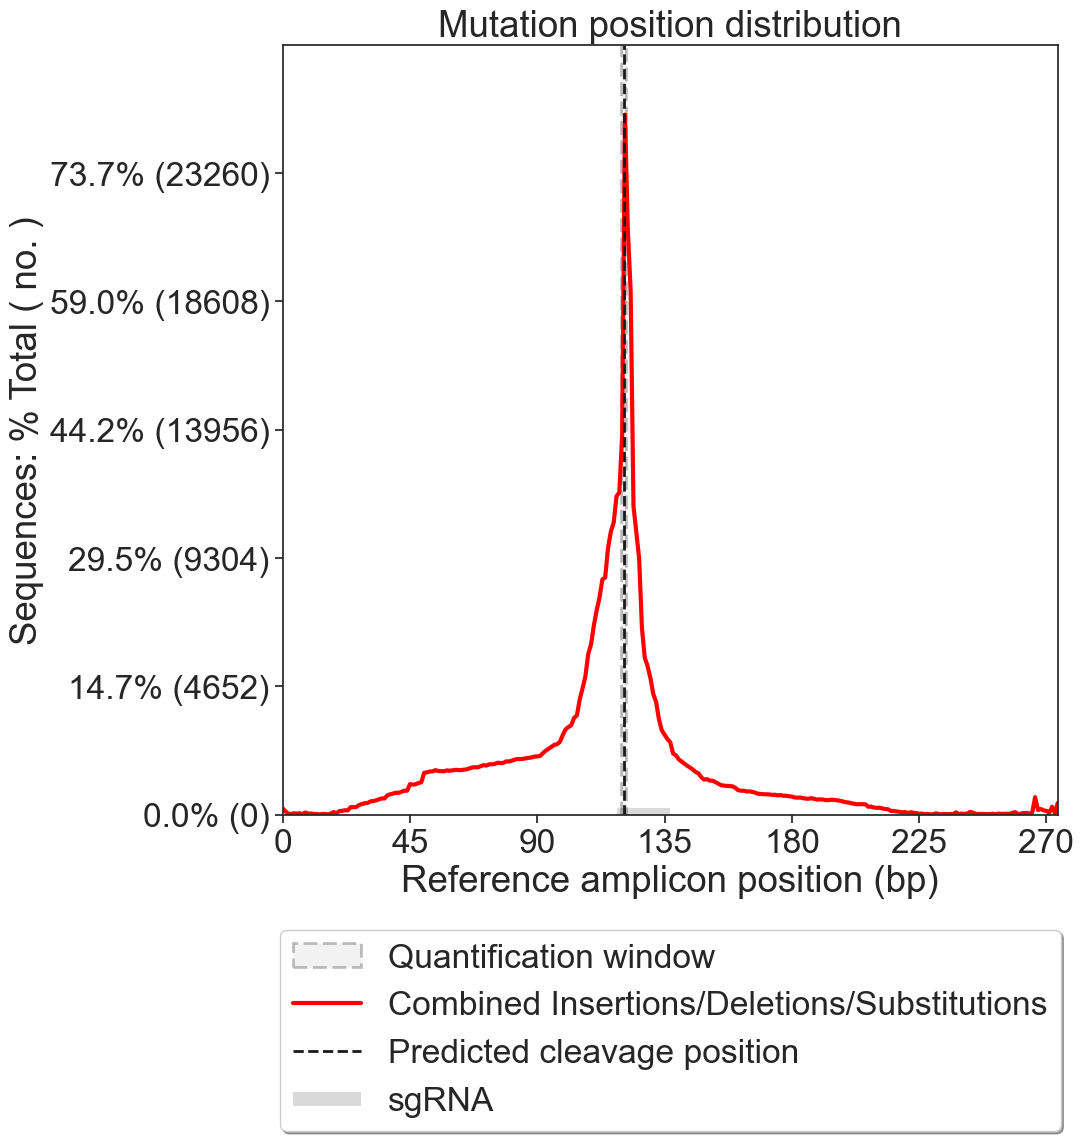 Mutation position distribution
Sequences: % Total ( no. )
73.7% (23260)
59.0% (18608)
44.2% (13956)
29.5% (9304)
14.7% (4652)
0.0% (0)
0 45 90 135 180 225 270
Reference amplicon position (bp)
Quantification window
Combined Insertions/Deletions/Substitutions
Predicted cleavage position
sgRNA